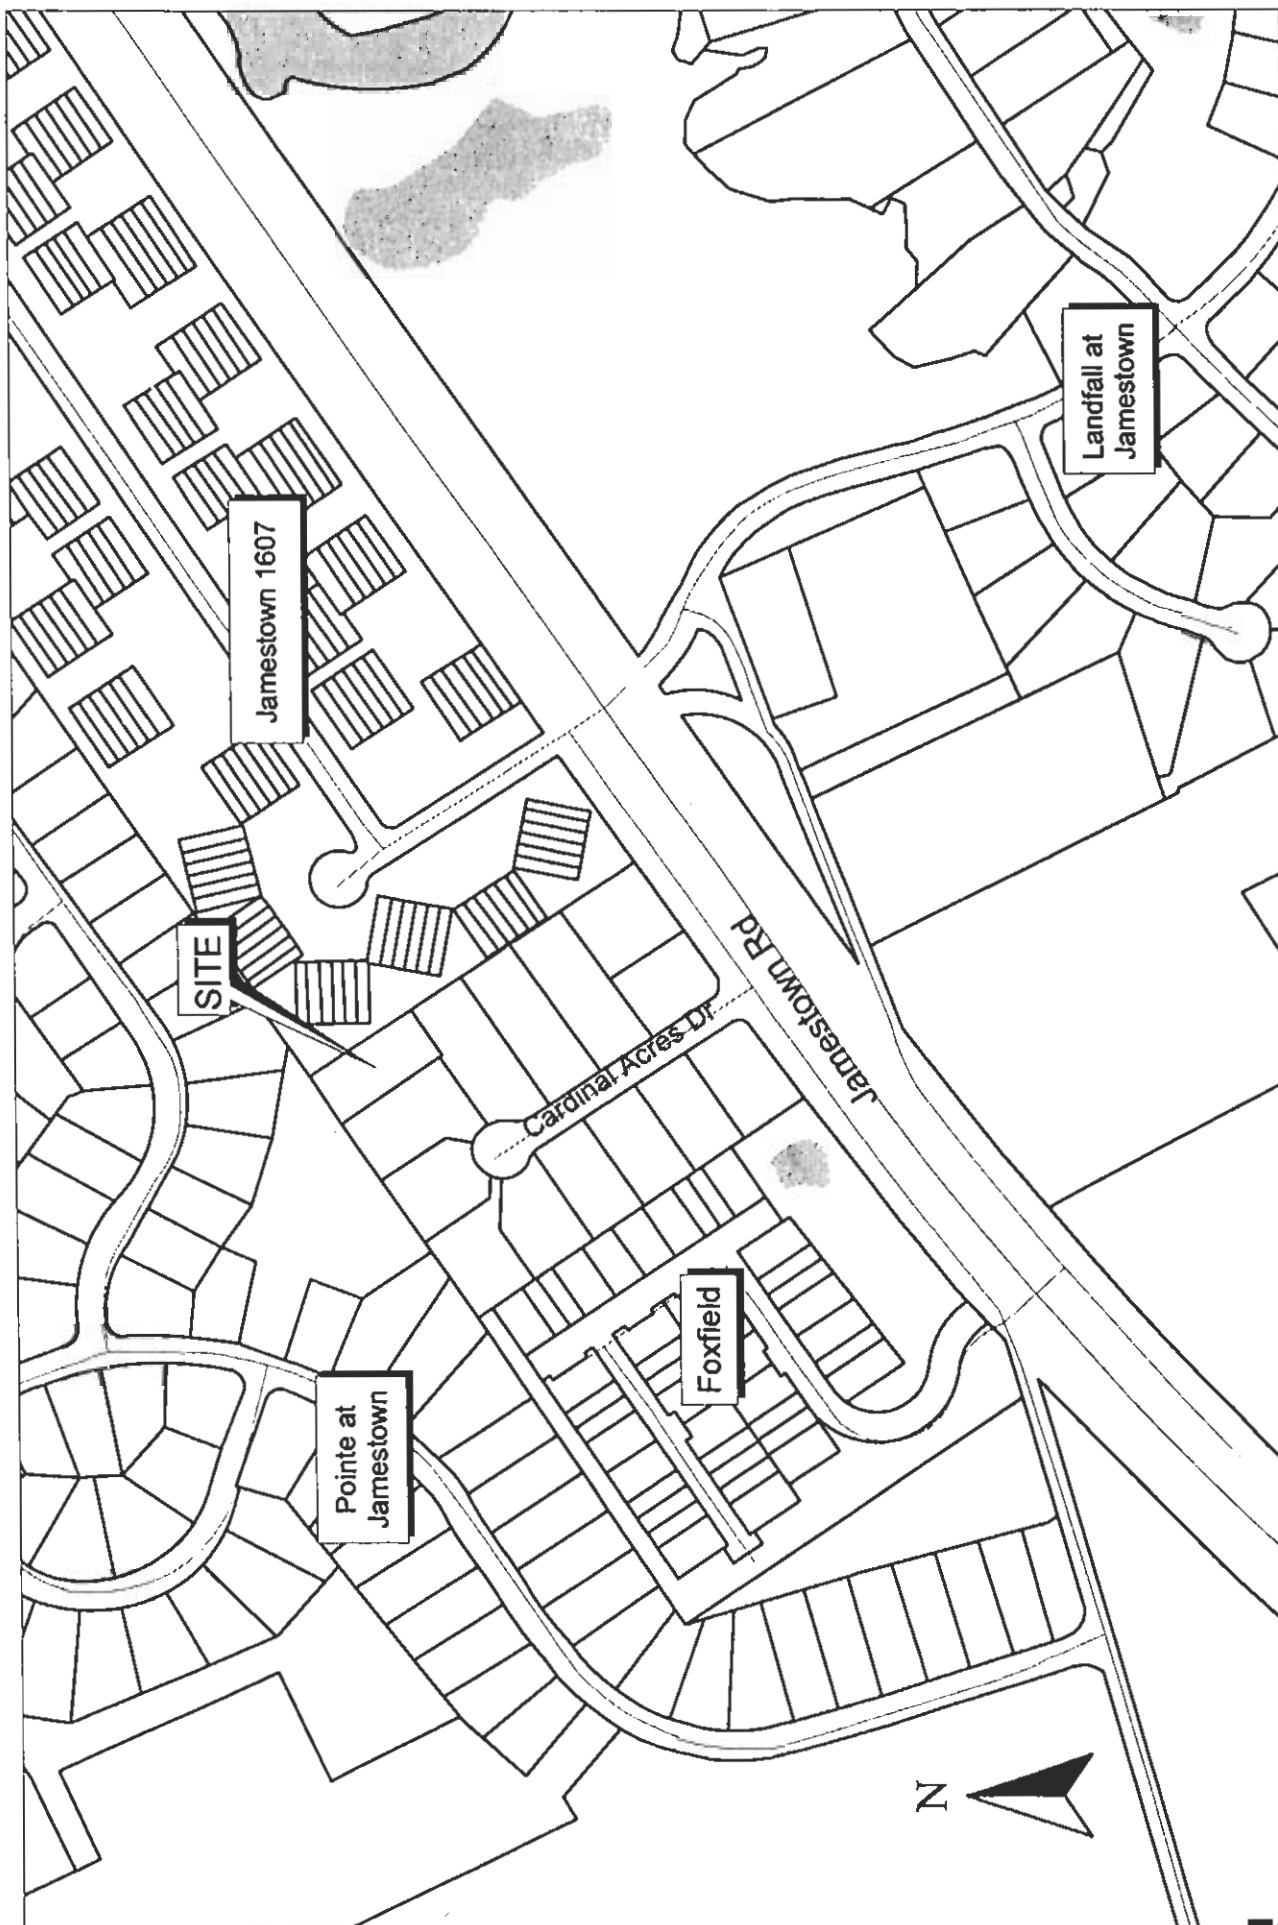 SITE
Jamestown 1607
Pointe at
Jamestown
Foxfield
Cardinal Acres Dr
Jamestown Rd
Landfall at
Jamestown
N